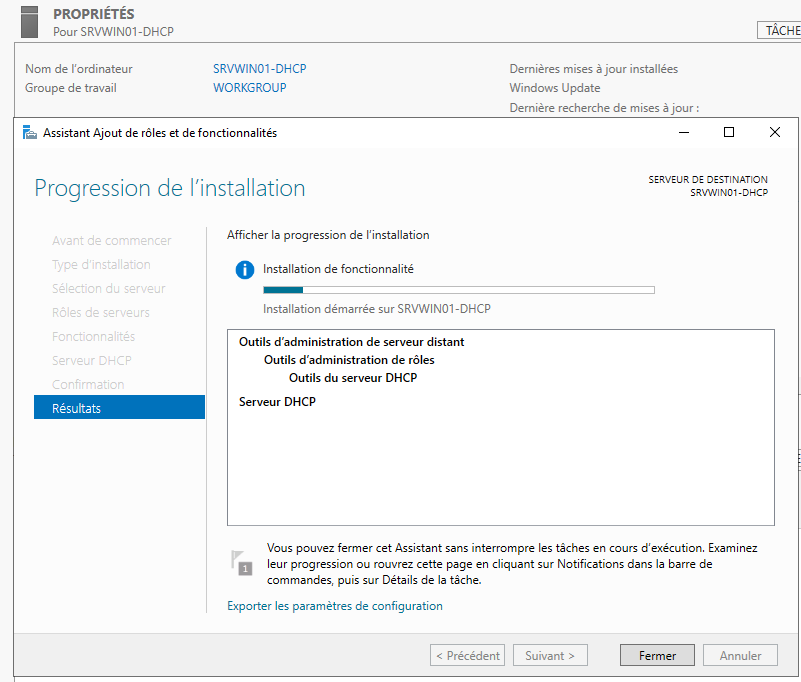 PROPRIÉTÉS
Pour SRVWIN01-DHCP
TÂCHE
Nom de l'ordinateur
SRVWIN01-DHCP
Dernières mises à jour installées
Groupe de travail
WORKGROUP
Windows Update
Dernière recherche de mises à jour :
Assistant Ajout de rôles et de fonctionnalités
Progression de l'installation
SERVEUR DE DESTINATION
SRVWIN01-DHCP
Avant de commencer
Type d'installation
Sélection du serveur
Rôles de serveurs
Fonctionnalités
Serveur DHCP
Confirmation
Résultats
Afficher la progression de l'installation
Installation de fonctionnalité
Installation démarrée sur SRVWIN01-DHCP
Outils d'administration de serveur distant
Outils d'administration de rôles
Outils du serveur DHCP
Serveur DHCP
1
Vous pouvez fermer cet Assistant sans interrompre les tâches en cours d'exécution. Examinez
leur progression ou rouvrez cette page en cliquant sur Notifications dans la barre de
commandes, puis sur Détails de la tâche.
Exporter les paramètres de configuration
< Précédent
Suivant >
Fermer
Annuler